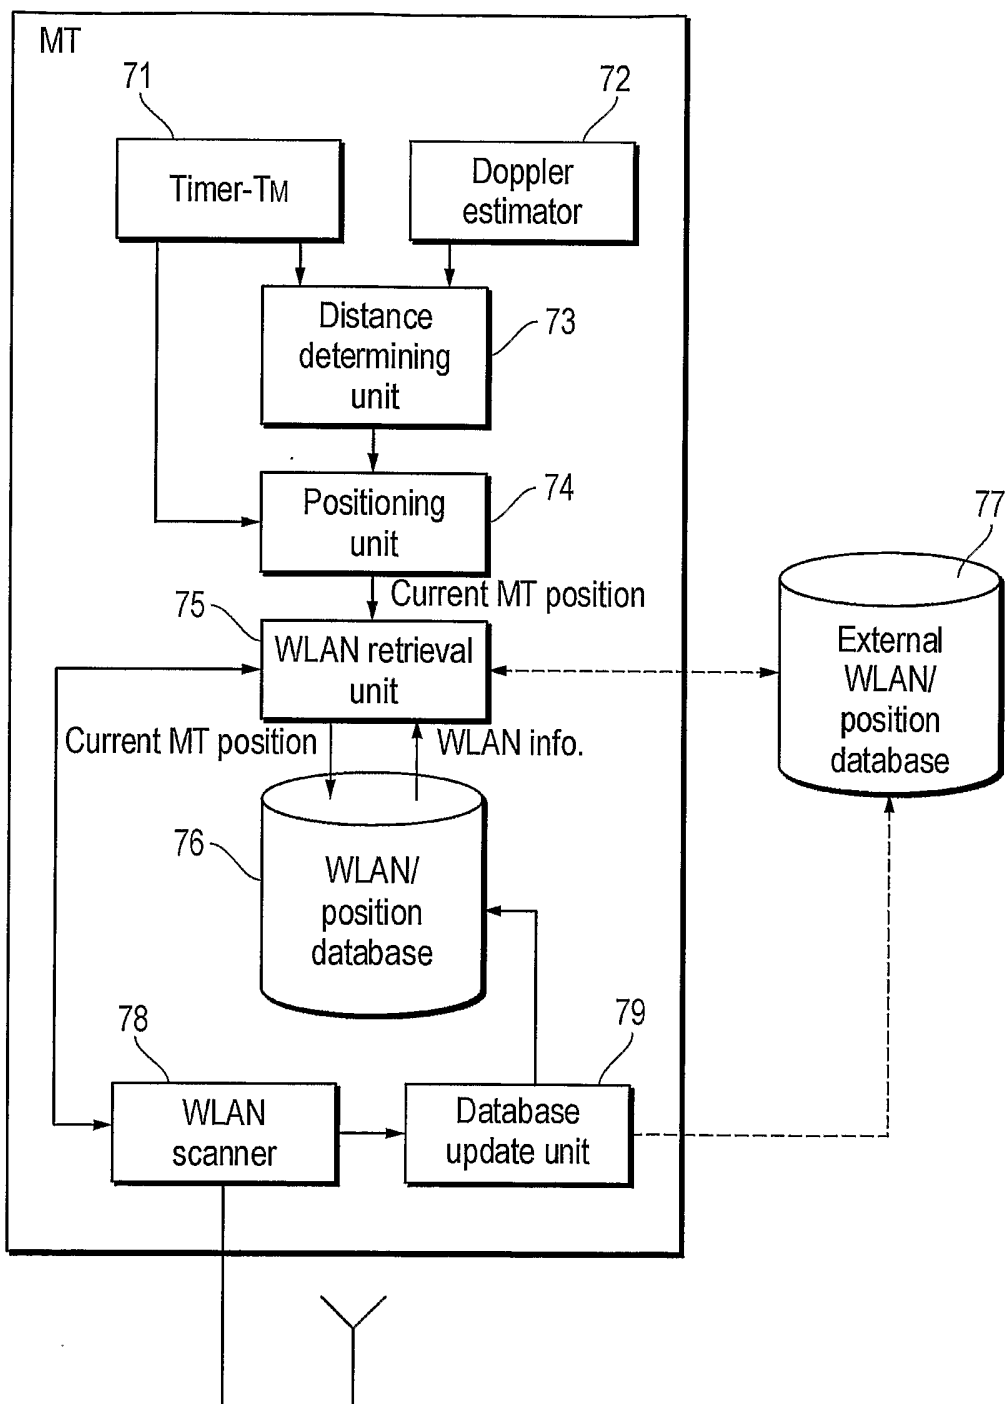 MT
71
72
Timer-TM
Doppler
estimator
Distance
determining
unit
73
Positioning
unit
74
77
Current MT position
75
WLAN retrieval
unit
External
WLAN/
position
database
Current MT position
WLAN info.
76
WLAN/
position
database
78
79
WLAN
scanner
Database
update unit